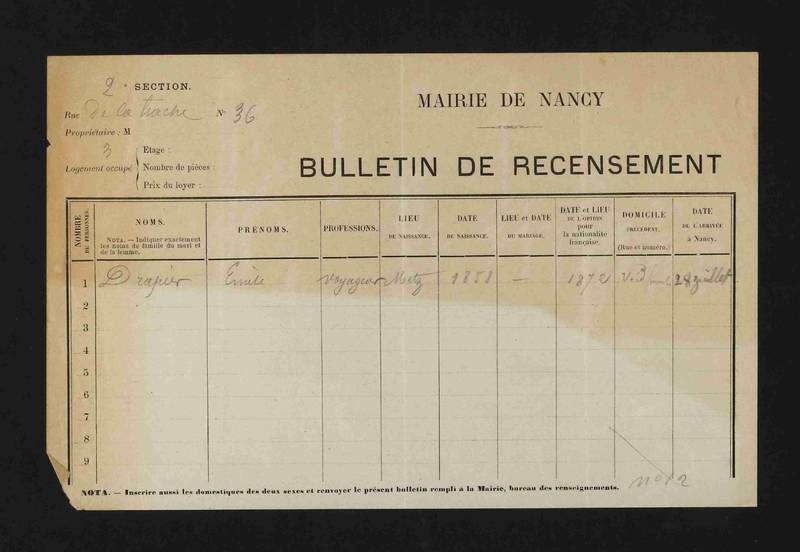 2e SECTION.
Rue de la hache No 36
Propriétaire : M
3
Logement occupé
Etage :
Nombre de pièces :
Prix du loyer :
MAIRIE DE NANCY
BULLETIN DE RECENSEMENT
NOMBRE DE PERSONNES.
NOMS.
NOTA. — Indiquer exactement
les noms de famille du mari et
de la femme.
PRÉNOMS.
PROFESSIONS.
LIEU
DE NAISSANCE.
DATE
DE NAISSANCE.
LIEU et DATE
DU MARIAGE.
DATE et LIEU
DE L'OPTION
pour
la nationalité
française.
DOMICILE
PRÉCÉDENT.
(Rue et numéro.)
DATE
DE L'ARRIVÉE
à Nancy.
1 Drapier Emile voyageur Metz 1858 — 1872 28 juillet
2
3
4
5
6
7
8
9
NOTA. — Inscrire aussi les domestiques des deux sexes et renvoyer le présent bulletin rempli à la Mairie, bureau des renseignements.